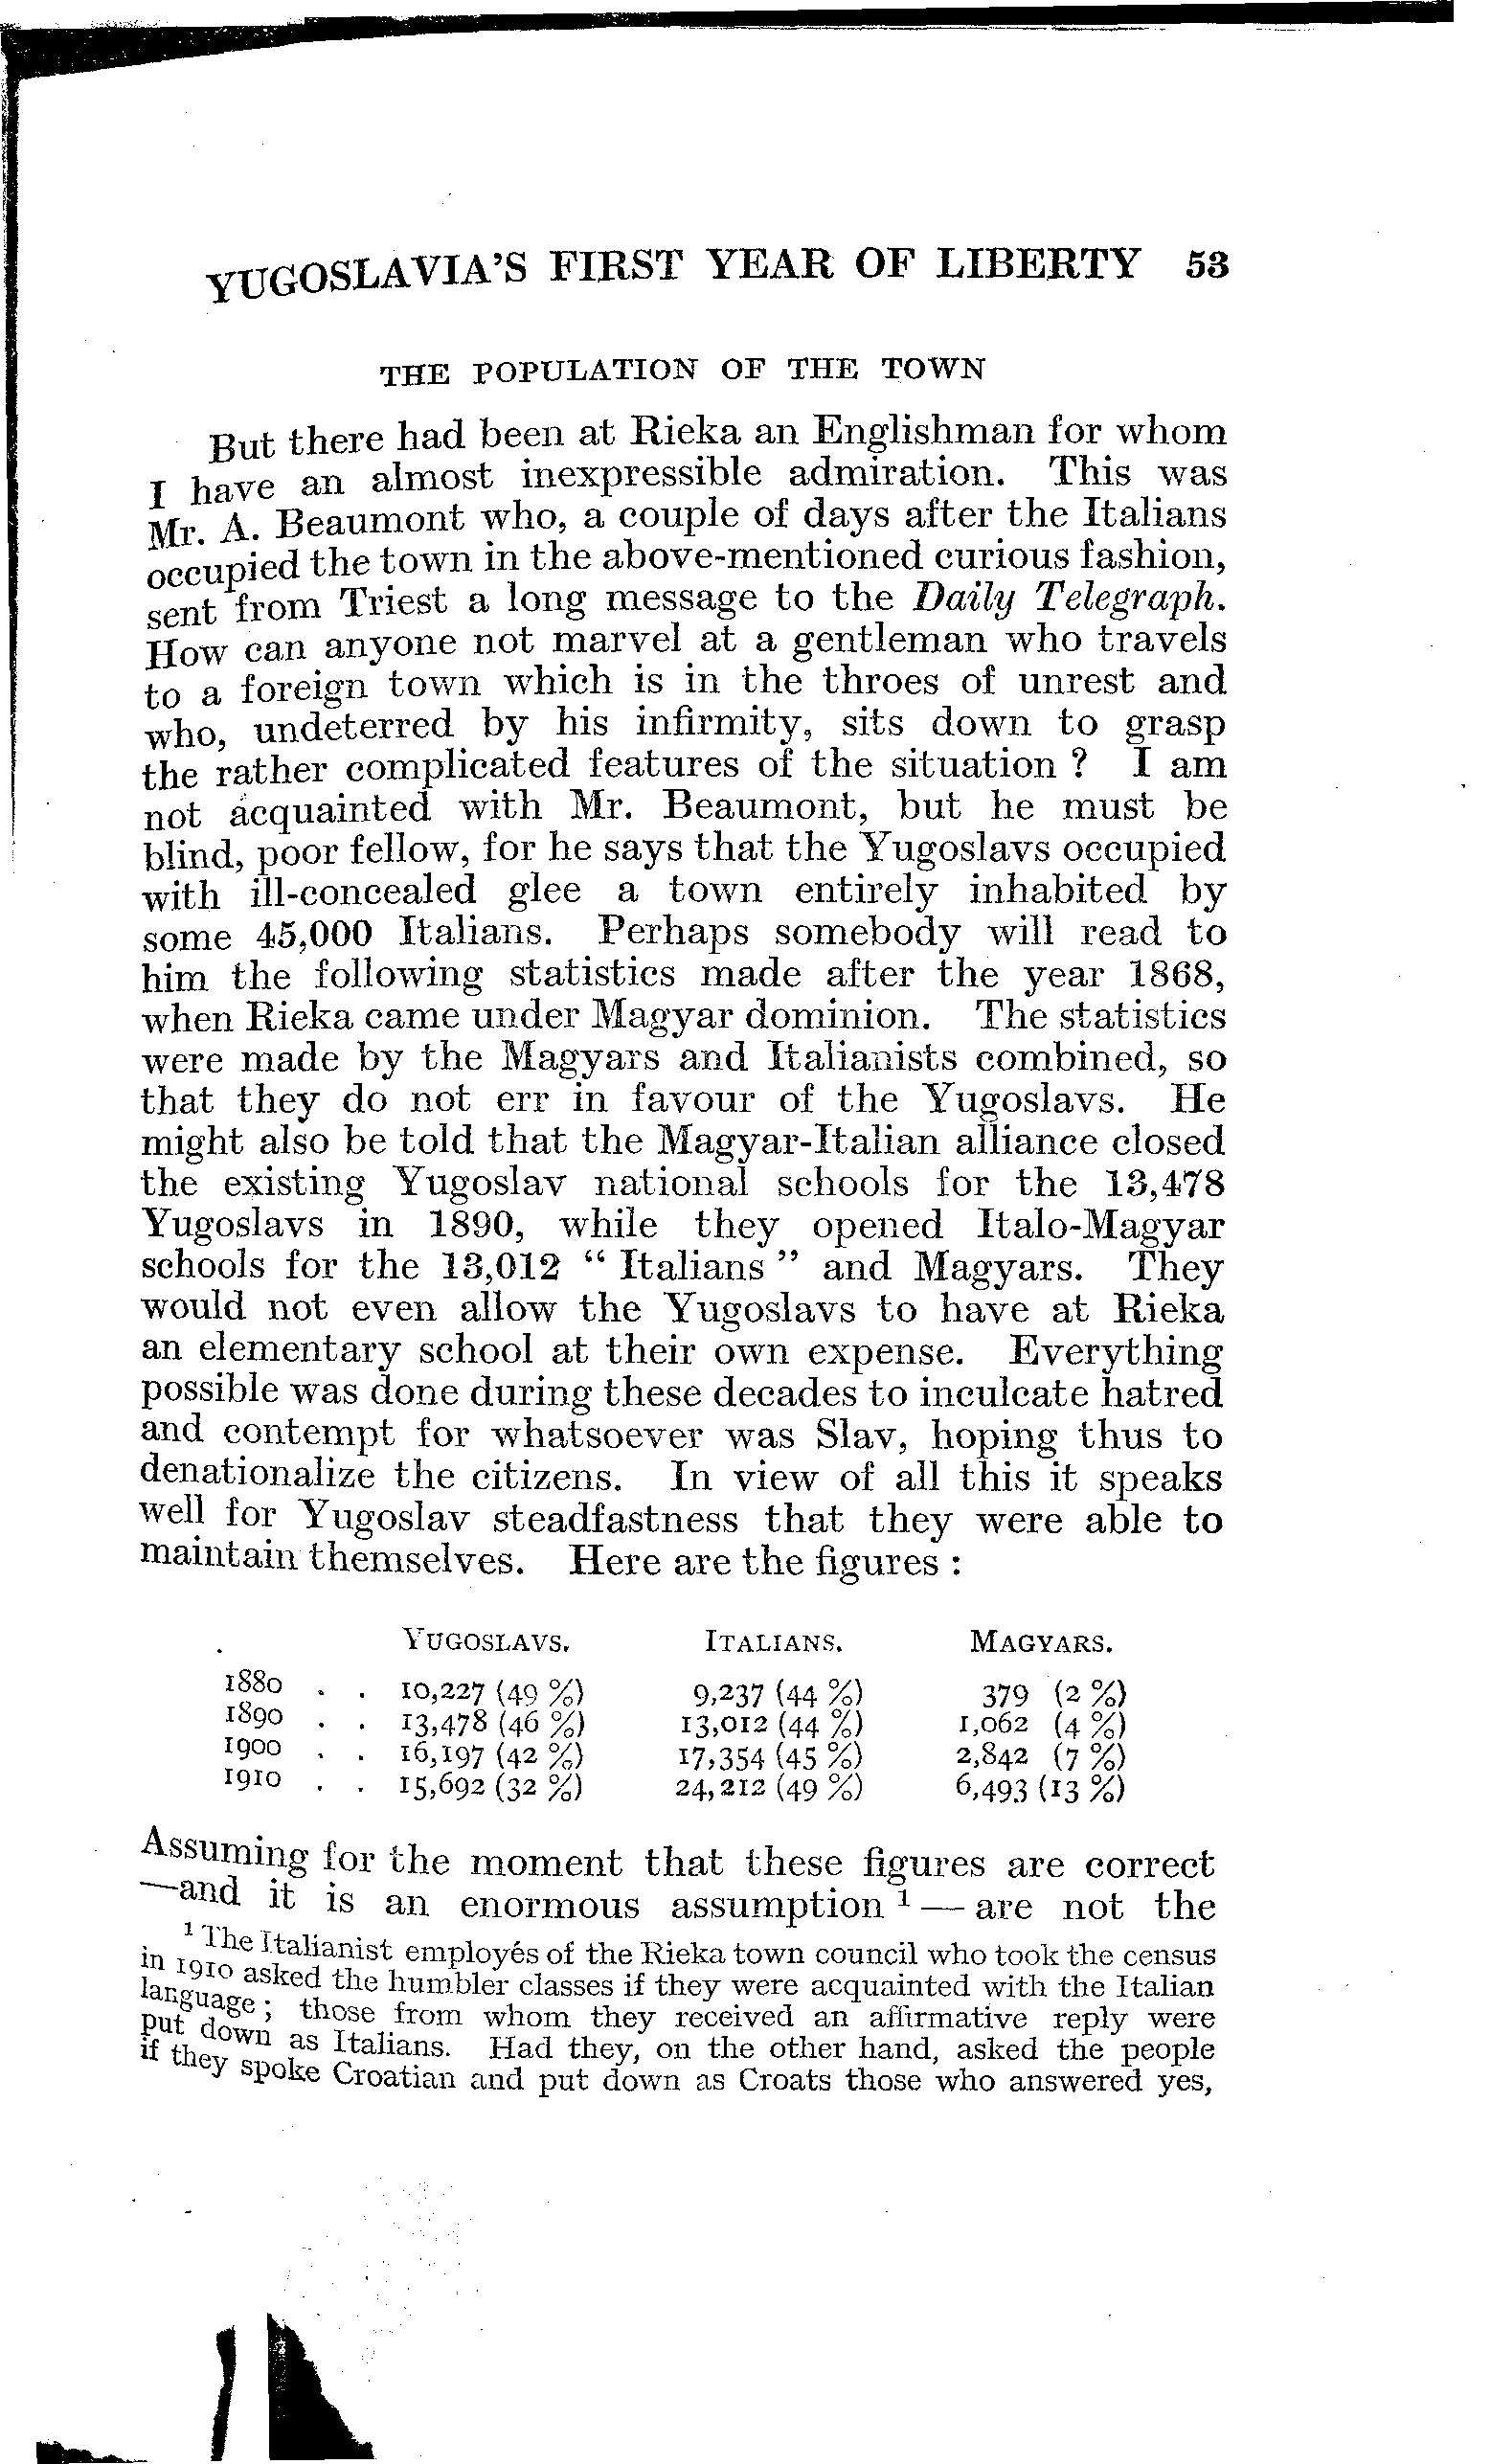 YUGOSLAVIA'S FIRST YEAR OF LIBERTY 53
THE POPULATION OF THE TOWN
But there had been at Rieka an Englishman for whom
I have an almost inexpressible admiration. This was
Mr. A. Beaumont who, a couple of days after the Italians
occupied the town in the above-mentioned curious fashion,
sent from Triest a long message to the Daily Telegraph.
How can anyone not marvel at a gentleman who travels
to a foreign town which is in the throes of unrest and
who, undeterred by his infirmity, sits down to grasp
the rather complicated features of the situation ? I am
not acquainted with Mr. Beaumont, but he must be
blind, poor fellow, for he says that the Yugoslavs occupied
with ill-concealed glee a town entirely inhabited by
some 45,000 Italians. Perhaps somebody will read to
him the following statistics made after the year 1868,
when Rieka came under Magyar dominion. The statistics
were made by the Magyars and Italianists combined, so
that they do not err in favour of the Yugoslavs. He
might also be told that the Magyar-Italian alliance closed
the existing Yugoslav national schools for the 13,478
Yugoslavs in 1890, while they opened Italo-Magyar
schools for the 13,012 " Italians " and Magyars. They
would not even allow the Yugoslavs to have at Rieka
an elementary school at their own expense. Everything
possible was done during these decades to inculcate hatred
and contempt for whatsoever was Slav, hoping thus to
denationalize the citizens. In view of all this it speaks
well for Yugoslav steadfastness that they were able to
maintain themselves. Here are the figures :
YUGOSLAVS. ITALIANS. MAGYARS.
1880 . . 10,227 (49 %) 9,237 (44 %) 379 (2 %)
1890 . . 13,478 (46 %) 13,012 (44 %) 1,062 (4 %)
1900 . . 16,197 (42 %) 17,354 (45 %) 2,842 (7 %)
1910 . . 15,692 (32 %) 24,212 (49 %) 6,493 (13 %)
Assuming for the moment that these figures are correct
—and it is an enormous assumption ¹ — are not the
¹ The Italianist employés of the Rieka town council who took the census
in 1910 asked the humbler classes if they were acquainted with the Italian
language ; those from whom they received an affirmative reply were
put down as Italians. Had they, on the other hand, asked the people
if they spoke Croatian and put down as Croats those who answered yes,